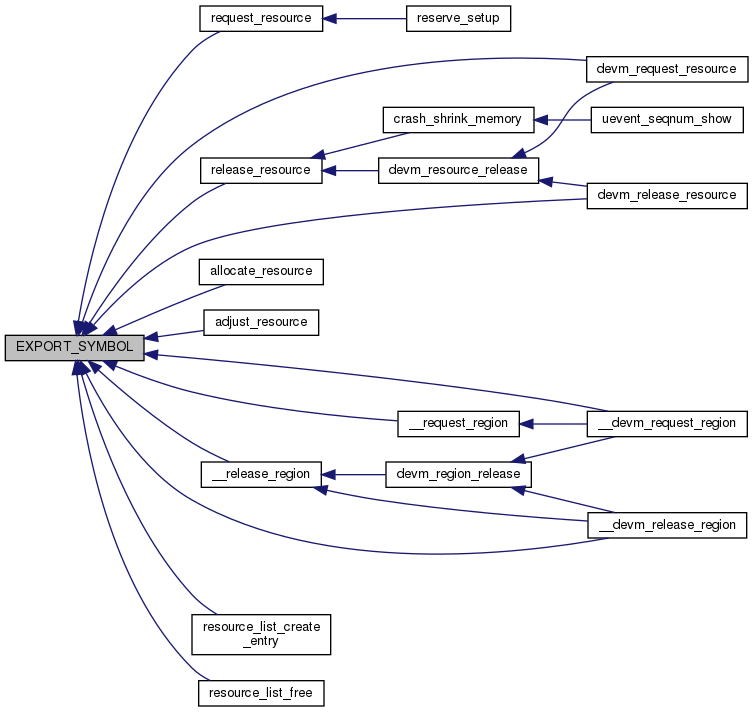 request_resource
reserve_setup
devm_request_resource
crash_shrink_memory
uevent_seqnum_show
release_resource
devm_resource_release
devm_release_resource
allocate_resource
adjust_resource
EXPORT_SYMBOL
__request_region
__devm_request_region
__release_region
devm_region_release
__devm_release_region
resource_list_create
_entry
resource_list_free